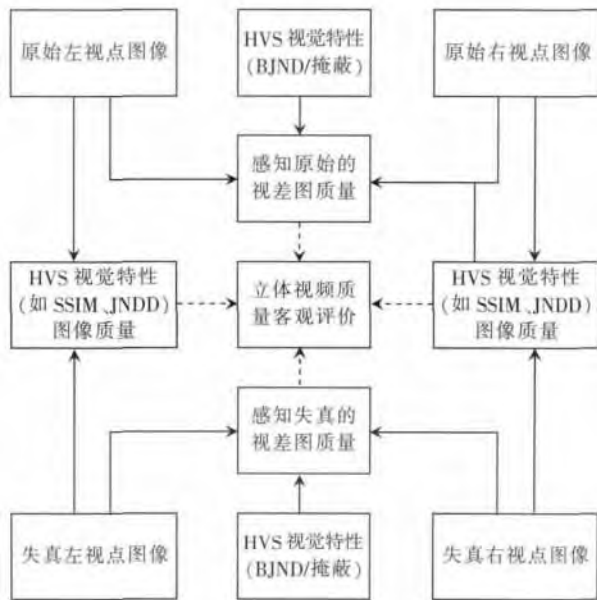 原始左视点图像
HVS 视觉特性
(BJND/掩蔽)
原始右视点图像
感知原始的
视差图质量
HVS 视觉特性
(如 SSIM、JNDD)
图像质量
立体视频质
量客观评价
HVS 视觉特性
(如 SSIM、JNDD)
图像质量
感知失真的
视差图质量
失真左视点图像
HVS 视觉特性
(BJND/掩蔽)
失真右视点图像